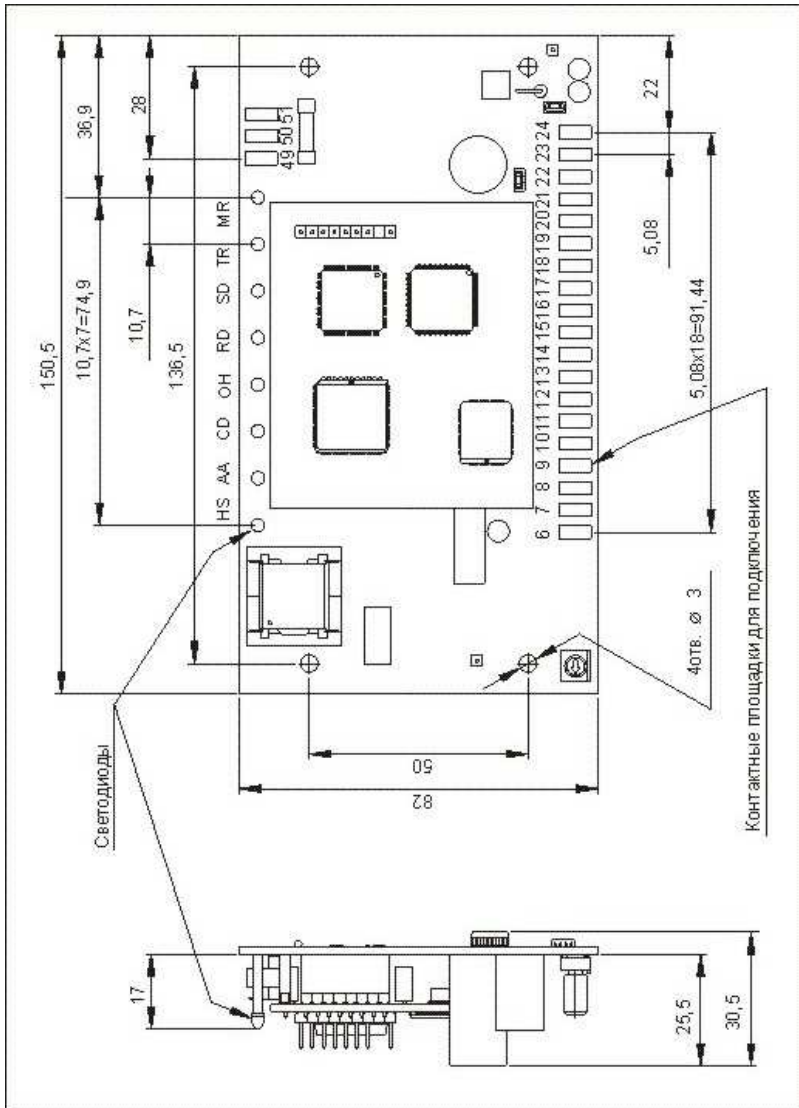 150,5
36,9
10,7x7=74,9
28
10,7
136,5
49 50 51
HS AA CD OH RD SD TR MR
6 7 8 9 10 11 12 13 14 15 16 17 18 19 20 21 22 23 24
22
5,08
5,08x18=91,44
4отв. ⌀ 3
Контактные площадки для подключения
50
82
Светодиоды
17
25,5
30,5